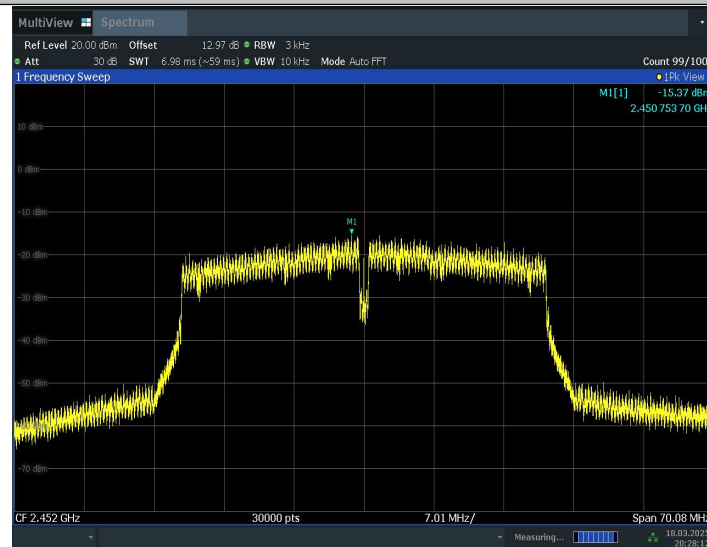 MultiView Spectrum
Ref Level 20.00 dBm Offset 12.97 dB RBW 3 kHz
Att 30 dB SWT 6.98 ms (~59 ms) VBW 10 kHz Mode Auto FFT Count 99/100
1 Frequency Sweep 1Pk View
M1[1] -15.37 dBm
2.450 753 70 GH
10 dBm
0 dBm
-10 dBm
M1
-20 dBm
-30 dBm
-40 dBm
-50 dBm
-70 dBm
CF 2.452 GHz 30000 pts 7.01 MHz/ Span 70.08 MHz
Measuring... 18.03.2025
20:28:17